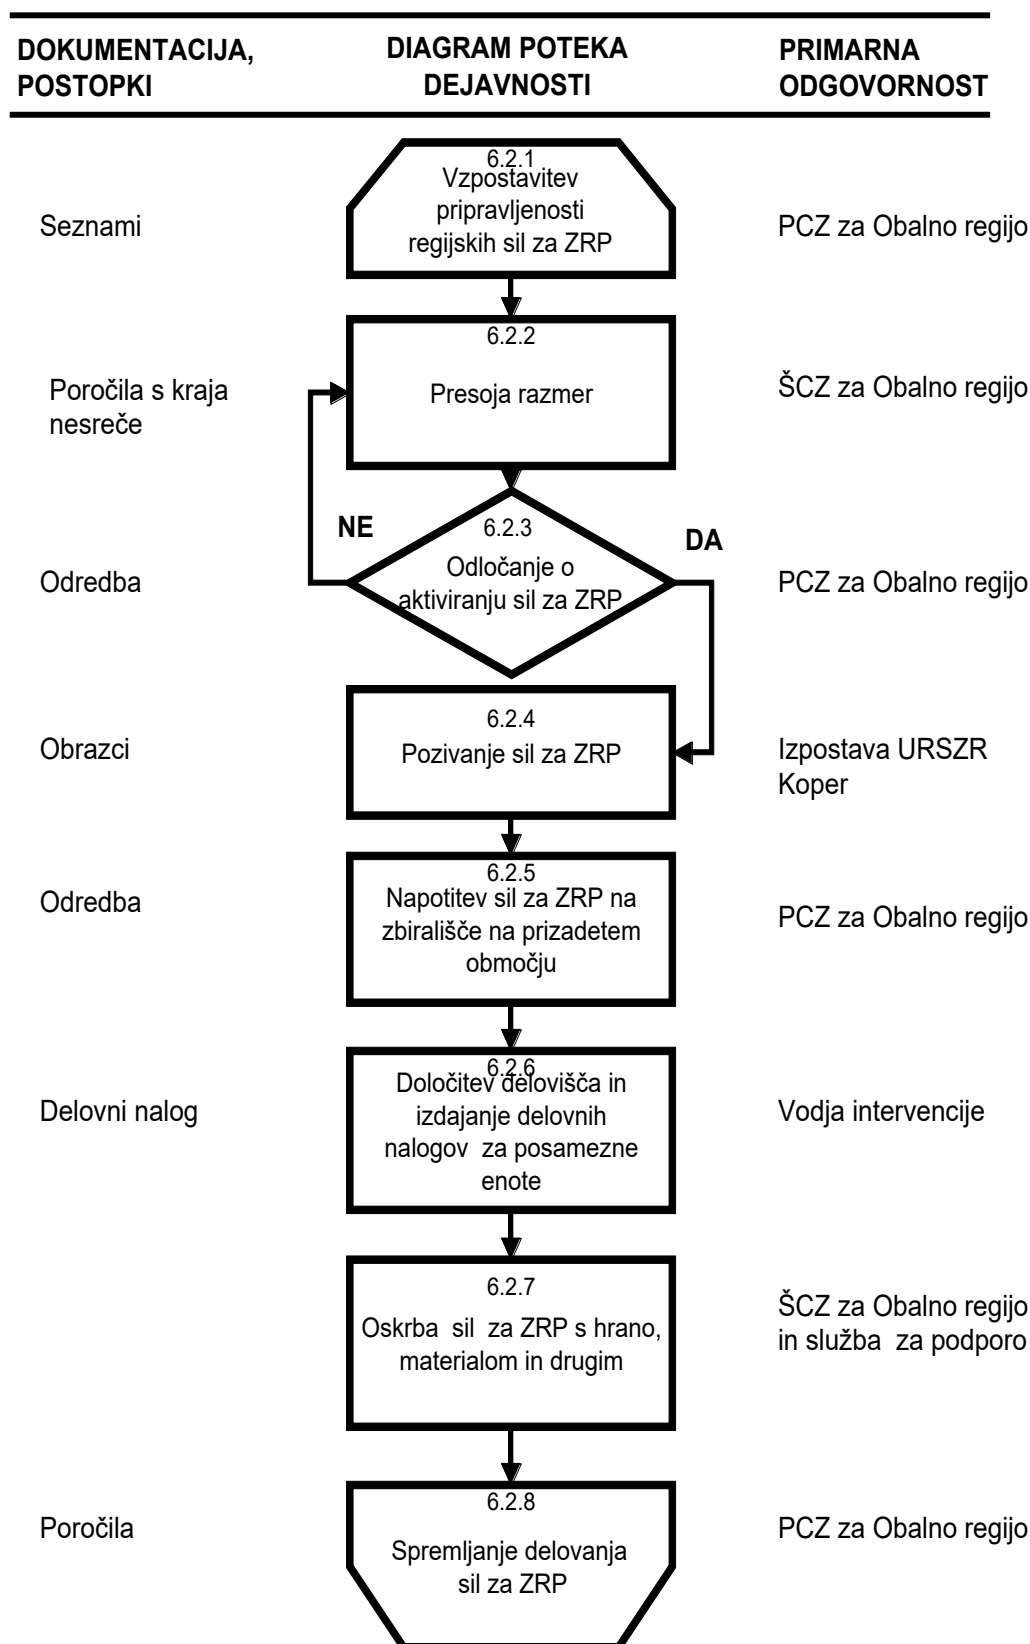 DOKUMENTACIJA,
POSTOPKI
DIAGRAM POTEKA
DEJAVNOSTI
PRIMARNA
ODGOVORNOST
Seznami
6.2.1
Vzpostavitev
pripravljenosti
regijskih sil za ZRP
PCZ za Obalno regijo
Poročila s kraja
nesreče
6.2.2
Presoja razmer
ŠCZ za Obalno regijo
NE
DA
Odredba
6.2.3
Odločanje o
aktiviranju sil za ZRP
PCZ za Obalno regijo
Obrazci
6.2.4
Pozivanje sil za ZRP
Izpostava URSZR
Koper
Odredba
6.2.5
Napotitev sil za ZRP na
zbirališče na prizadetem
območju
PCZ za Obalno regijo
Delovni nalog
6.2.6
Določitev delovišča in
izdajanje delovnih
nalogov za posamezne
enote
Vodja intervencije
6.2.7
Oskrba sil za ZRP s hrano,
materialom in drugim
ŠCZ za Obalno regijo
in služba za podporo
Poročila
6.2.8
Spremljanje delovanja
sil za ZRP
PCZ za Obalno regijo